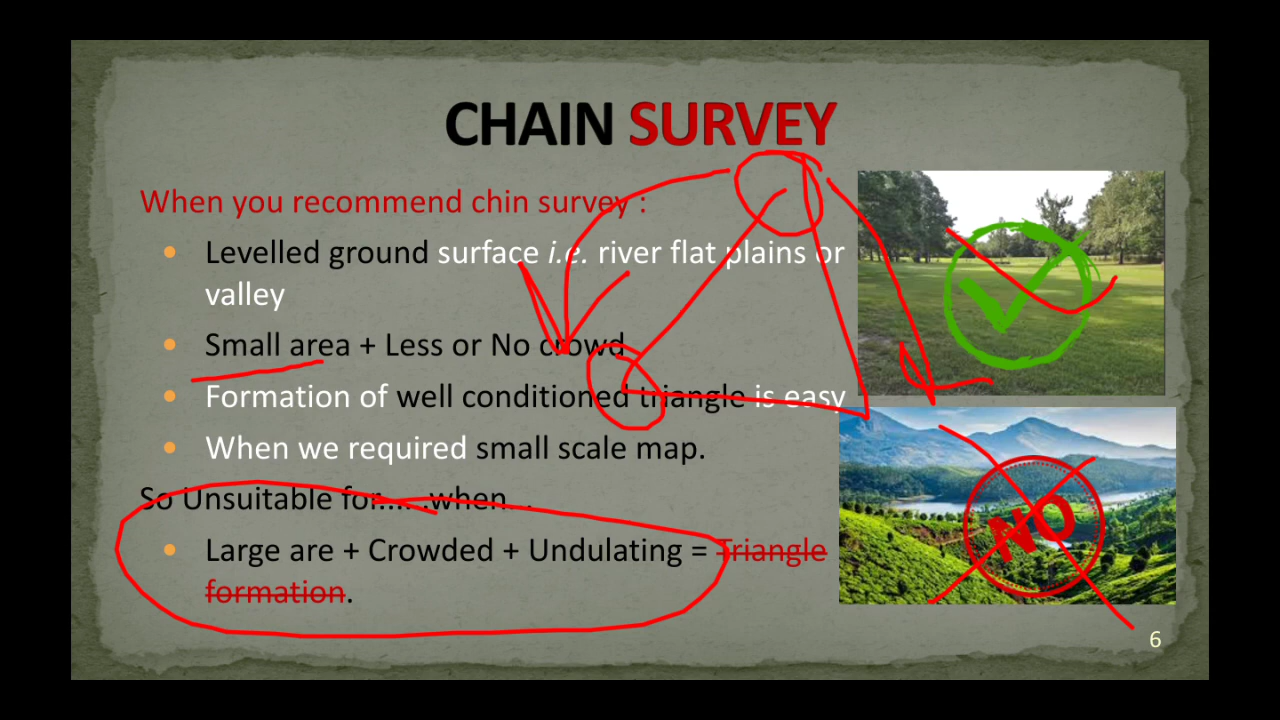 CHAIN SURVEY
When you recommend chin survey :
Levelled ground surface i.e. river flat plains or
valley
Small area + Less or No crowd
Formation of well conditioned triangle is easy
When we required small scale map.
So Unsuitable for.....when...
Large are + Crowded + Undulating = Triangle
formation.
NO
6